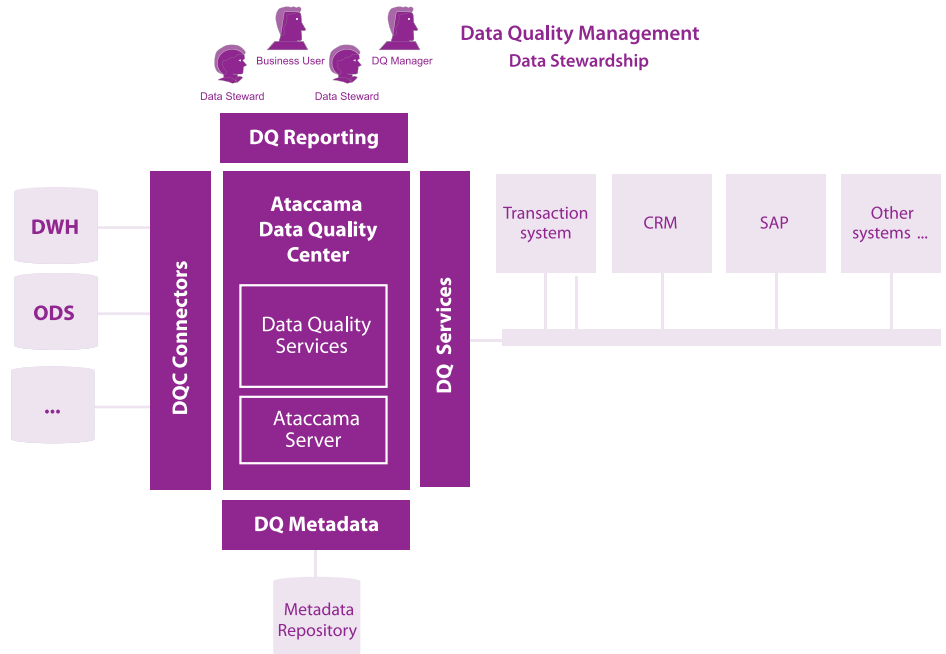 Data Quality Management
Data Stewardship
Business User
DQ Manager
Data Steward
Data Steward
DQ Reporting
DWH
ODS
...
DQC Connectors
Ataccama
Data Quality
Center
Data Quality
Services
Ataccama
Server
DQ Services
Transaction
system
CRM
SAP
Other
systems ...
DQ Metadata
Metadata
Repository